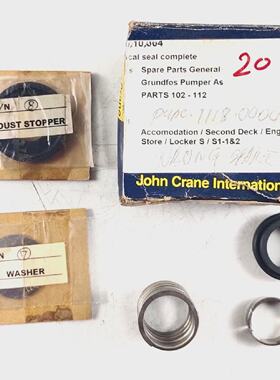 /N ⑧
DUST STOPPER
/N ⑦
WASHER
,10,004
cal seal complete
s Spare Parts General
Grundfos Pumper As
PARTS 102 - 112
20
Accomodation / Second Deck / Eng
Store / Locker S / S1-1&2
John Crane International